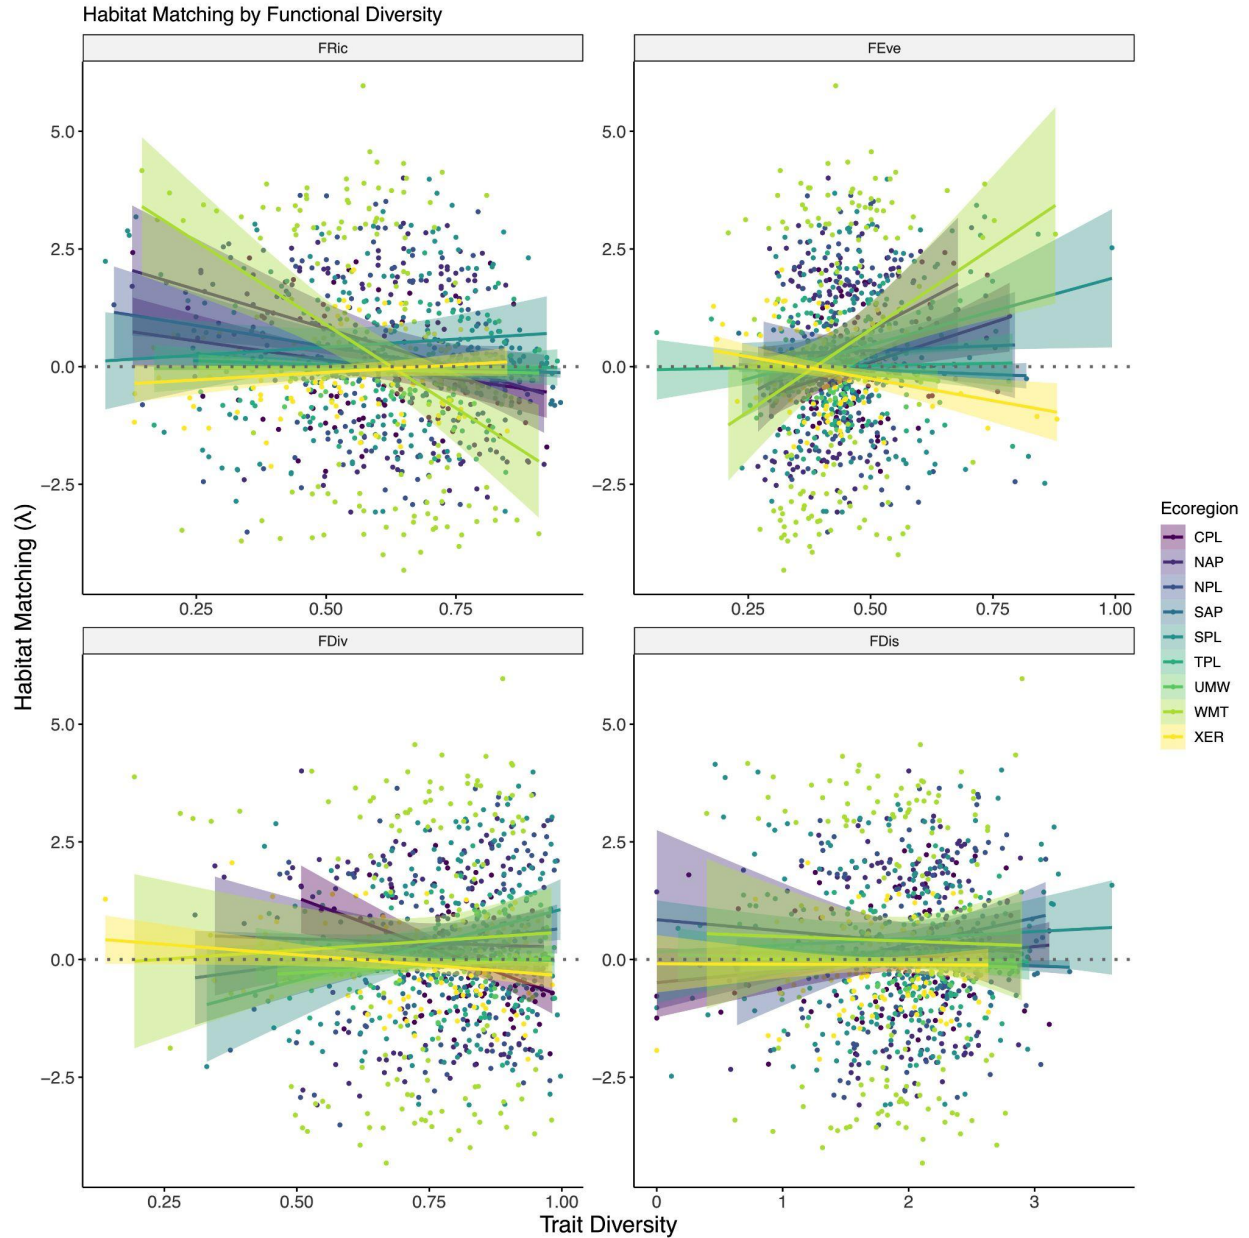 Habitat Matching by Functional Diversity
FRic
FEve
5.0
2.5
0.0
−2.5
0.25 0.50 0.75
5.0
2.5
0.0
−2.5
0.25 0.50 0.75 1.00
FDiv
FDis
5.0
2.5
0.0
−2.5
0.25 0.50 0.75 1.00
5.0
2.5
0.0
−2.5
0 1 2 3
Habitat Matching (λ)
Trait Diversity
Ecoregion
CPL
NAP
NPL
SAP
SPL
TPL
UMW
WMT
XER